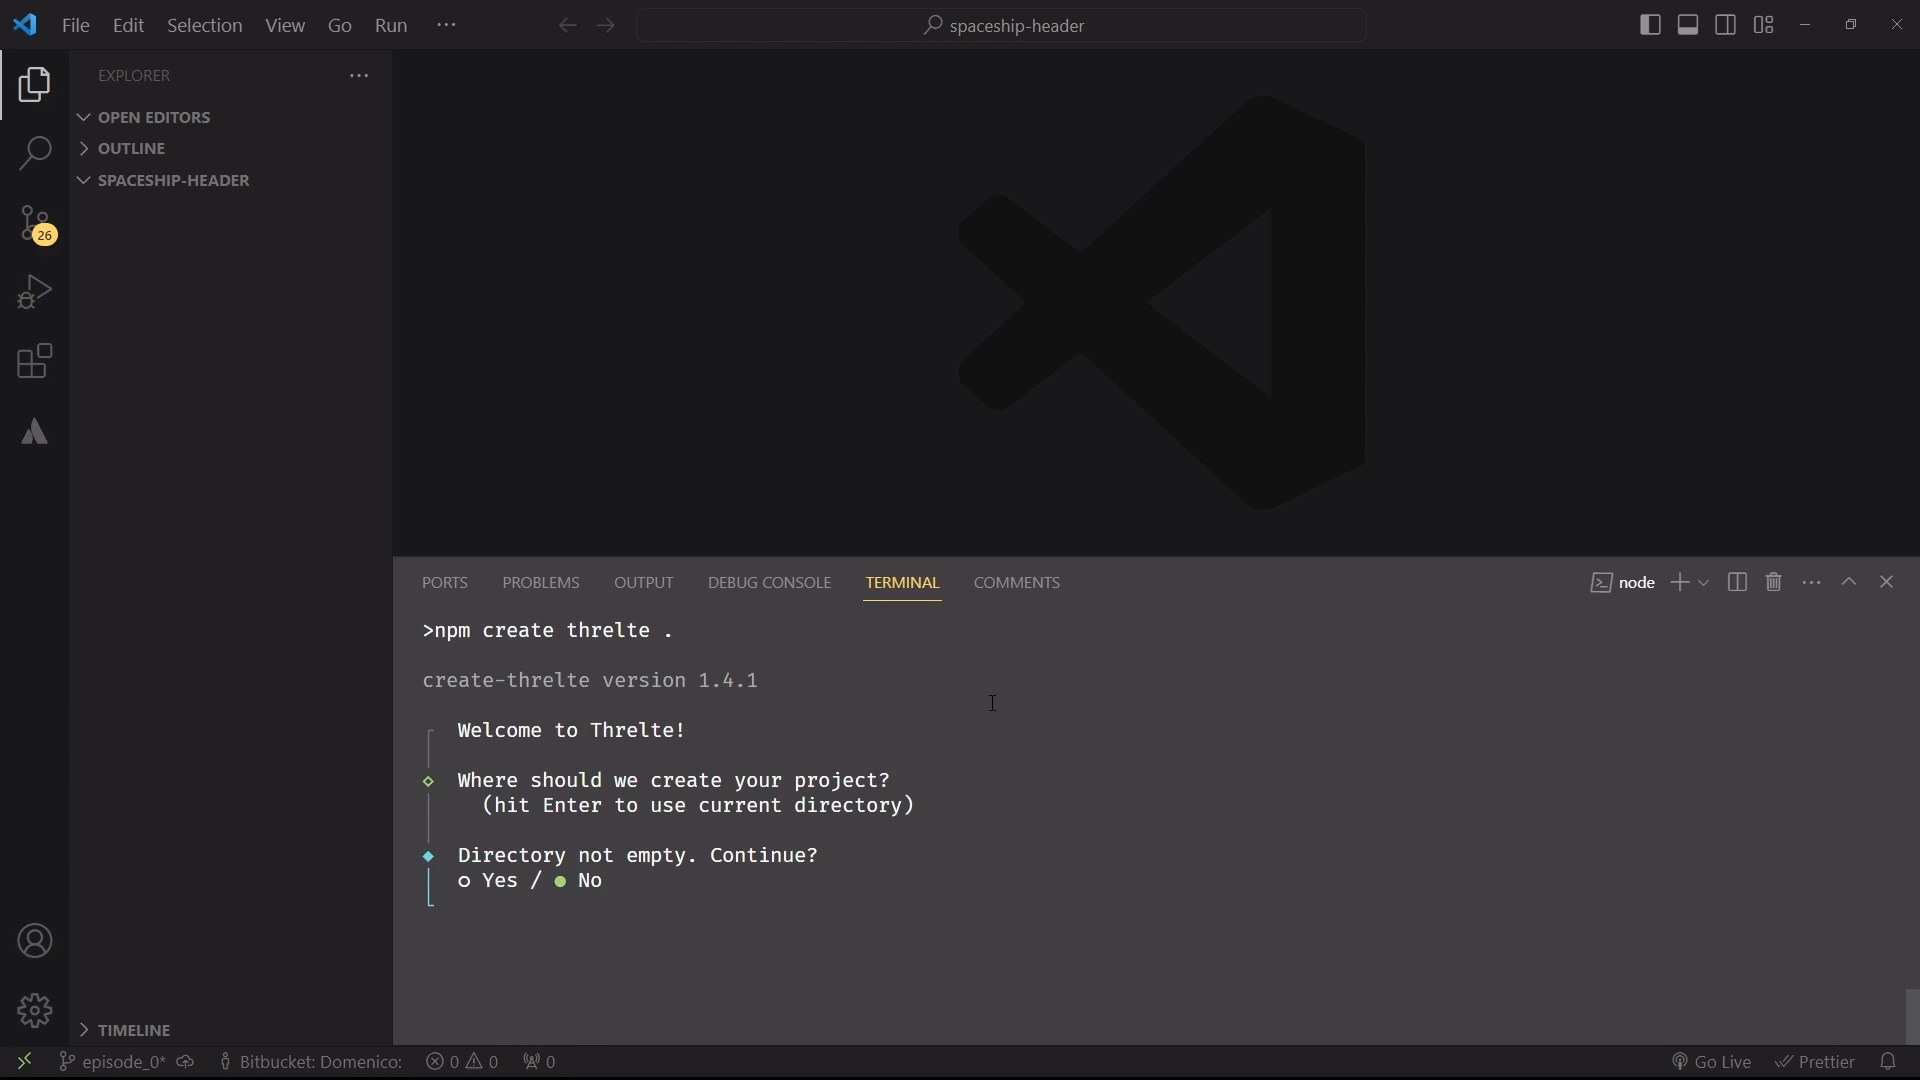 File Edit Selection View Go Run ···
spaceship-header
EXPLORER ···
OPEN EDITORS
OUTLINE
SPACESHIP-HEADER
26
PORTS PROBLEMS OUTPUT DEBUG CONSOLE TERMINAL COMMENTS
node
>npm create threlte .
create-threlte version 1.4.1
Welcome to Threlte!
Where should we create your project?
(hit Enter to use current directory)
Directory not empty. Continue?
Yes / No
TIMELINE
episode_0* Bitbucket: Domenico: 0 0 0 Go Live Prettier